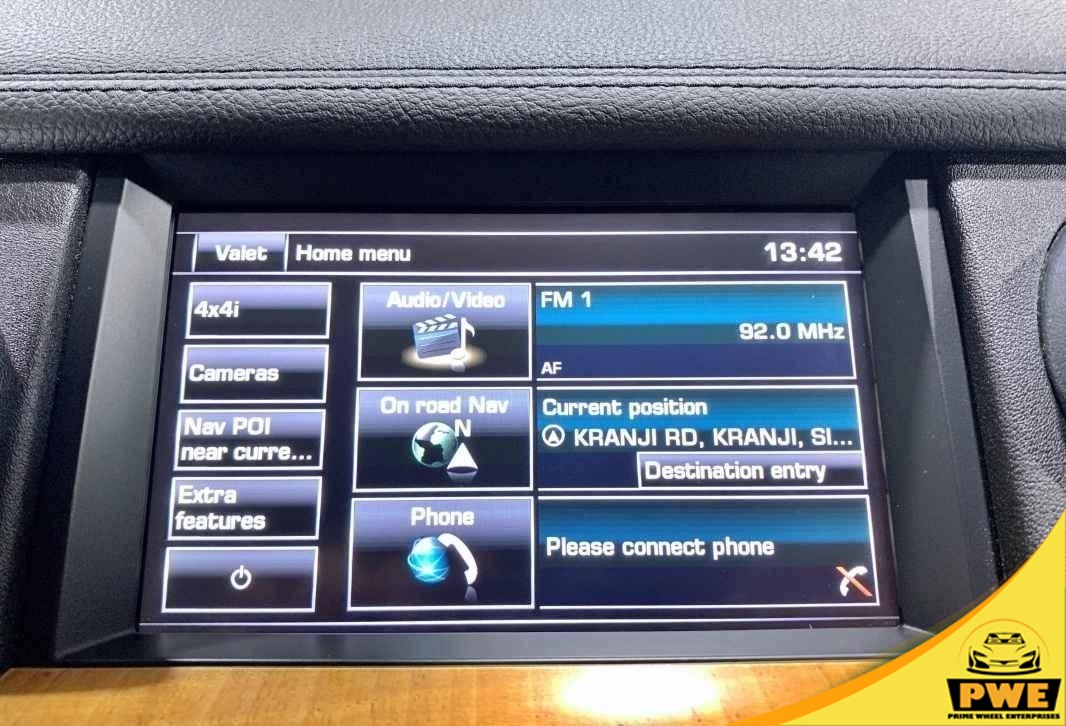 Valet
Home menu
13:42
4x4i
Cameras
Nav POI
near curre...
Extra
features
Audio/Video
FM 1
92.0 MHz
AF
On road Nav
N
Current position
KRANJI RD, KRANJI, SI...
Destination entry
Phone
Please connect phone
PWE
PRIME WHEEL ENTERPRISES